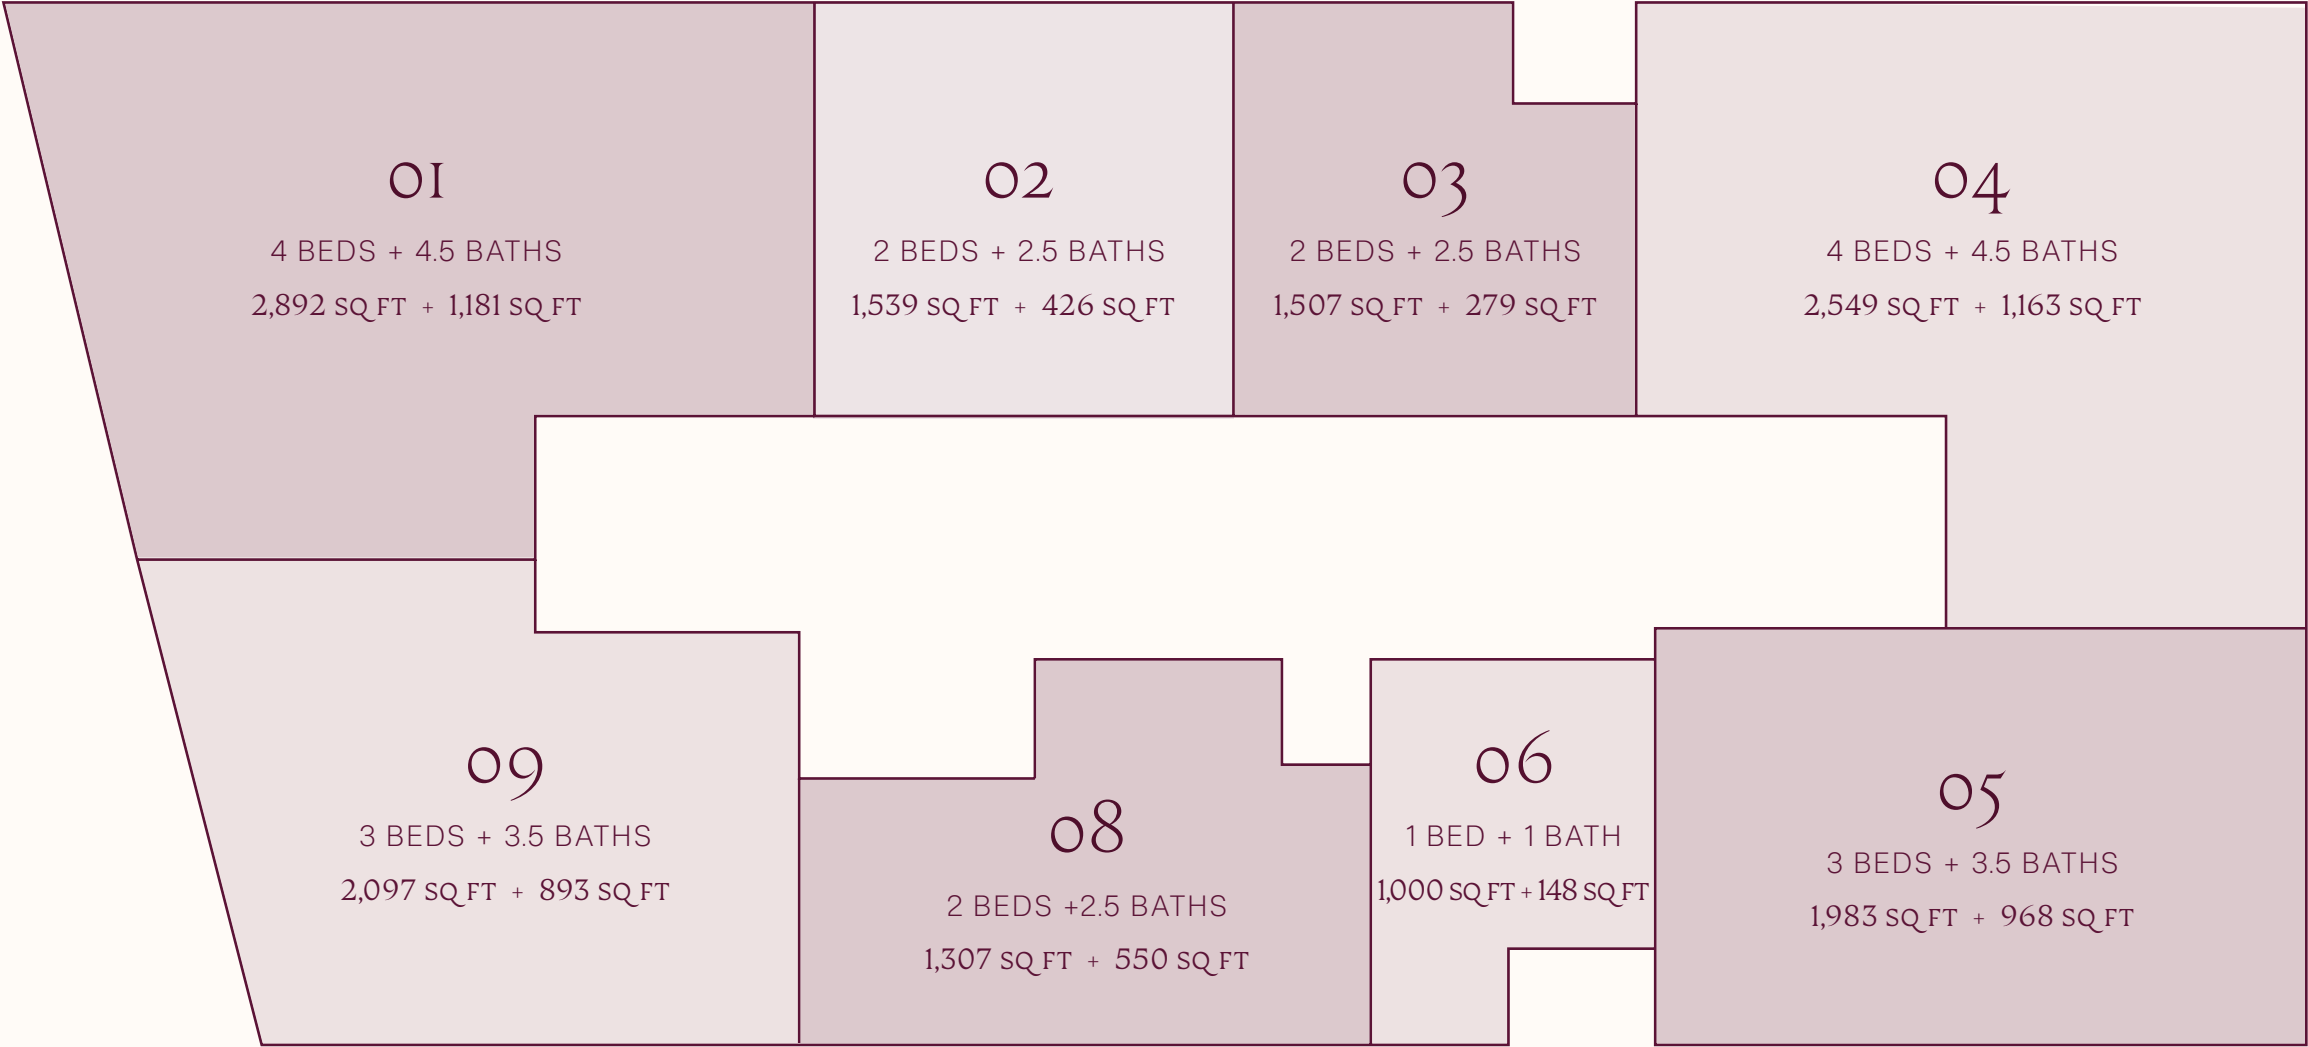 01
4 BEDS + 4.5 BATHS
2,892 SQ FT + 1,181 SQ FT
02
2 BEDS + 2.5 BATHS
1,539 SQ FT + 426 SQ FT
03
2 BEDS + 2.5 BATHS
1,507 SQ FT + 279 SQ FT
04
4 BEDS + 4.5 BATHS
2,549 SQ FT + 1,163 SQ FT
09
3 BEDS + 3.5 BATHS
2,097 SQ FT + 893 SQ FT
08
2 BEDS +2.5 BATHS
1,307 SQ FT + 550 SQ FT
06
1 BED + 1 BATH
1,000 SQ FT + 148 SQ FT
05
3 BEDS + 3.5 BATHS
1,983 SQ FT + 968 SQ FT